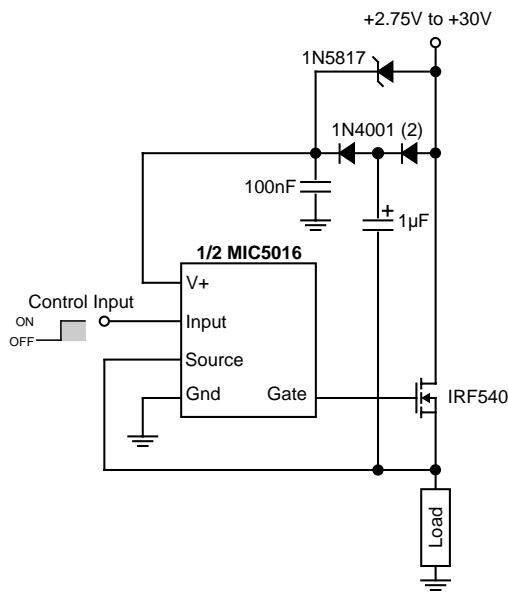 +2.75V to +30V
1N5817
1N4001 (2)
100nF
+
1µF
1/2 MIC5016
V+
Control Input
ON
OFF
Input
Source
Gnd
Gate
IRF540
Load